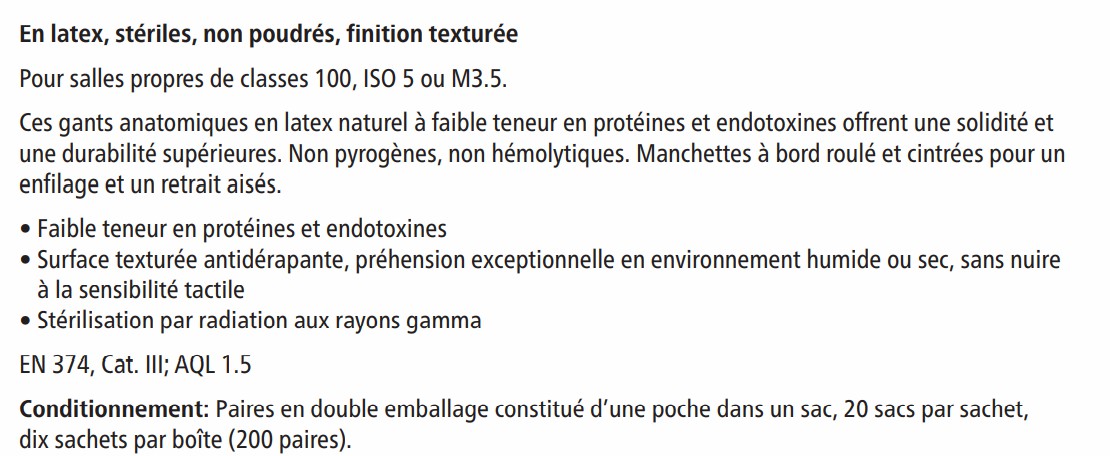 En latex, stériles, non poudrés, finition texturée
Pour salles propres de classes 100, ISO 5 ou M3.5.
Ces gants anatomiques en latex naturel à faible teneur en protéines et endotoxines offrent une solidité et
une durabilité supérieures. Non pyrogènes, non hémolytiques. Manchettes à bord roulé et cintrées pour un
enfilage et un retrait aisés.
• Faible teneur en protéines et endotoxines
• Surface texturée antidérapante, préhension exceptionnelle en environnement humide ou sec, sans nuire
à la sensibilité tactile
• Stérilisation par radiation aux rayons gamma
EN 374, Cat. III; AQL 1.5
Conditionnement: Paires en double emballage constitué d’une poche dans un sac, 20 sacs par sachet,
dix sachets par boîte (200 paires).